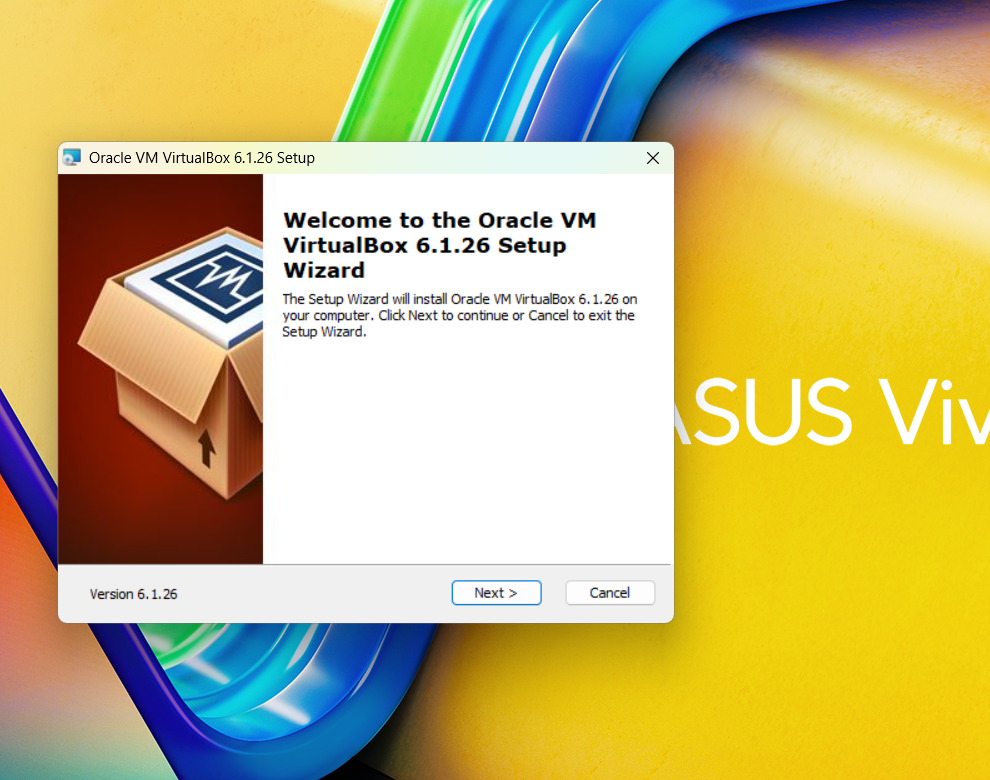 Oracle VM VirtualBox 6.1.26 Setup
Welcome to the Oracle VM
VirtualBox 6.1.26 Setup
Wizard
The Setup Wizard will install Oracle VM VirtualBox 6.1.26 on
your computer. Click Next to continue or Cancel to exit the
Setup Wizard.
ASUS Viv
Version 6.1.26
Next >
Cancel